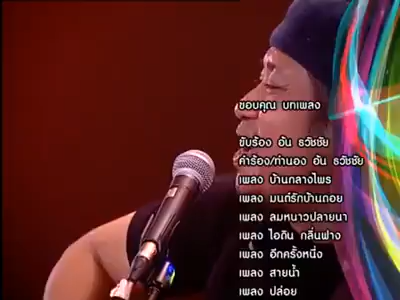 ขอบคุณ บทเพลง
ขับร้อง อ้น ธวัชชัย
คำร้อง/ทำนอง อ้น ธวัชชัย
เพลง บ้านกลางไพร
เพลง มนต์รักบ้านดอย
เพลง ลมหนาวปลายนา
เพลง ไอดิน กลิ่นฟาง
เพลง อีกครั้งหนึ่ง
เพลง สายน้ำ
เพลง ปล่อย